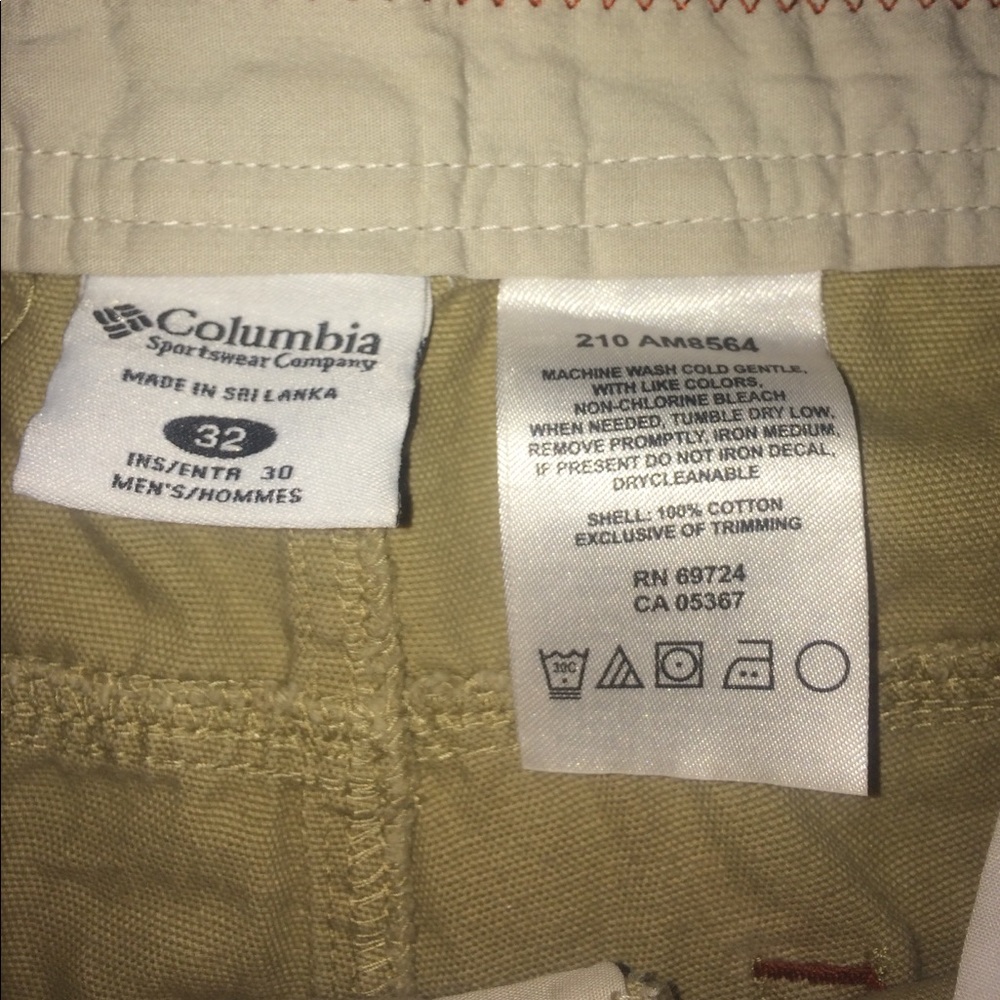 Columbia
Sportswear Company
MADE IN SRI LANKA
32
INS/ENTR 30
MEN'S/HOMMES
210 AM8564
MACHINE WASH COLD GENTLE,
WITH LIKE COLORS,
NON-CHLORINE BLEACH
WHEN NEEDED, TUMBLE DRY LOW,
REMOVE PROMPTLY, IRON MEDIUM,
IF PRESENT DO NOT IRON DECAL,
DRYCLEANABLE
SHELL: 100% COTTON
EXCLUSIVE OF TRIMMING
RN 69724
CA 05367
30C